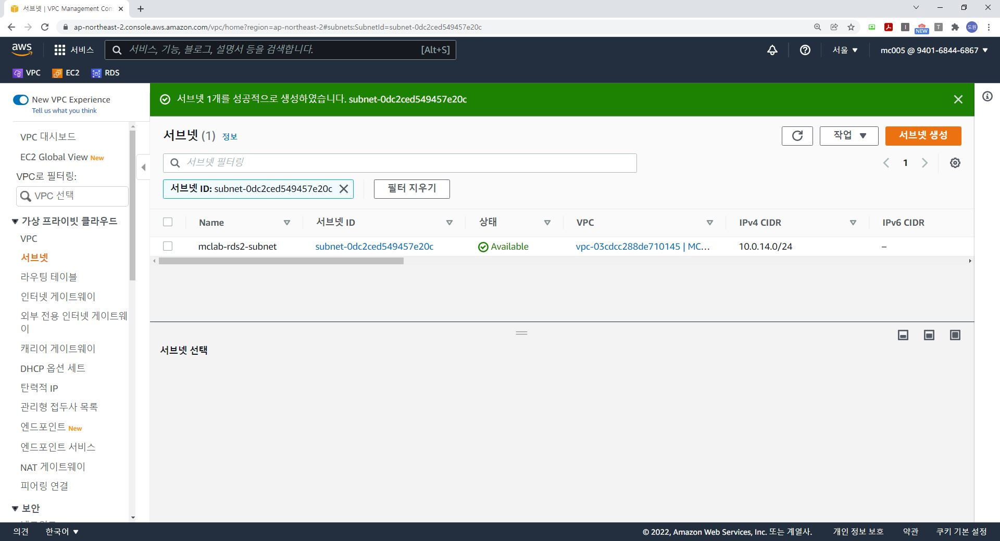 서브넷 | VPC Management Con
ap-northeast-2.console.aws.amazon.com/vpc/home?region=ap-northeast-2#subnets:SubnetId=subnet-0dc2ced549457e20c
NEW
T
도원
aws
서비스
서비스, 기능, 블로그, 설명서 등을 검색합니다.
[Alt+S]
서울 ▼
mc005 @ 9401-6844-6867 ▼
VPC
EC2
RDS
New VPC Experience
Tell us what you think
서브넷 1개를 성공적으로 생성하였습니다. subnet-0dc2ced549457e20c
VPC 대시보드
EC2 Global View New
VPC로 필터링:
VPC 선택
가상 프라이빗 클라우드
VPC
서브넷
라우팅 테이블
인터넷 게이트웨이
외부 전용 인터넷 게이트웨
이
캐리어 게이트웨이
DHCP 옵션 세트
탄력적 IP
관리형 접두사 목록
엔드포인트 New
엔드포인트 서비스
NAT 게이트웨이
피어링 연결
보안
서브넷 (1) 정보
작업 ▼
서브넷 생성
서브넷 필터링
1
서브넷 ID: subnet-0dc2ced549457e20c
필터 지우기
Name
서브넷 ID
상태
VPC
IPv4 CIDR
IPv6 CIDR
mclab-rds2-subnet
subnet-0dc2ced549457e20c
Available
vpc-03cdcc288de710145 | MC...
10.0.14.0/24
–
서브넷 선택
의견
한국어 ▼
© 2022, Amazon Web Services, Inc. 또는 계열사.
개인 정보 보호
약관
쿠키 기본 설정